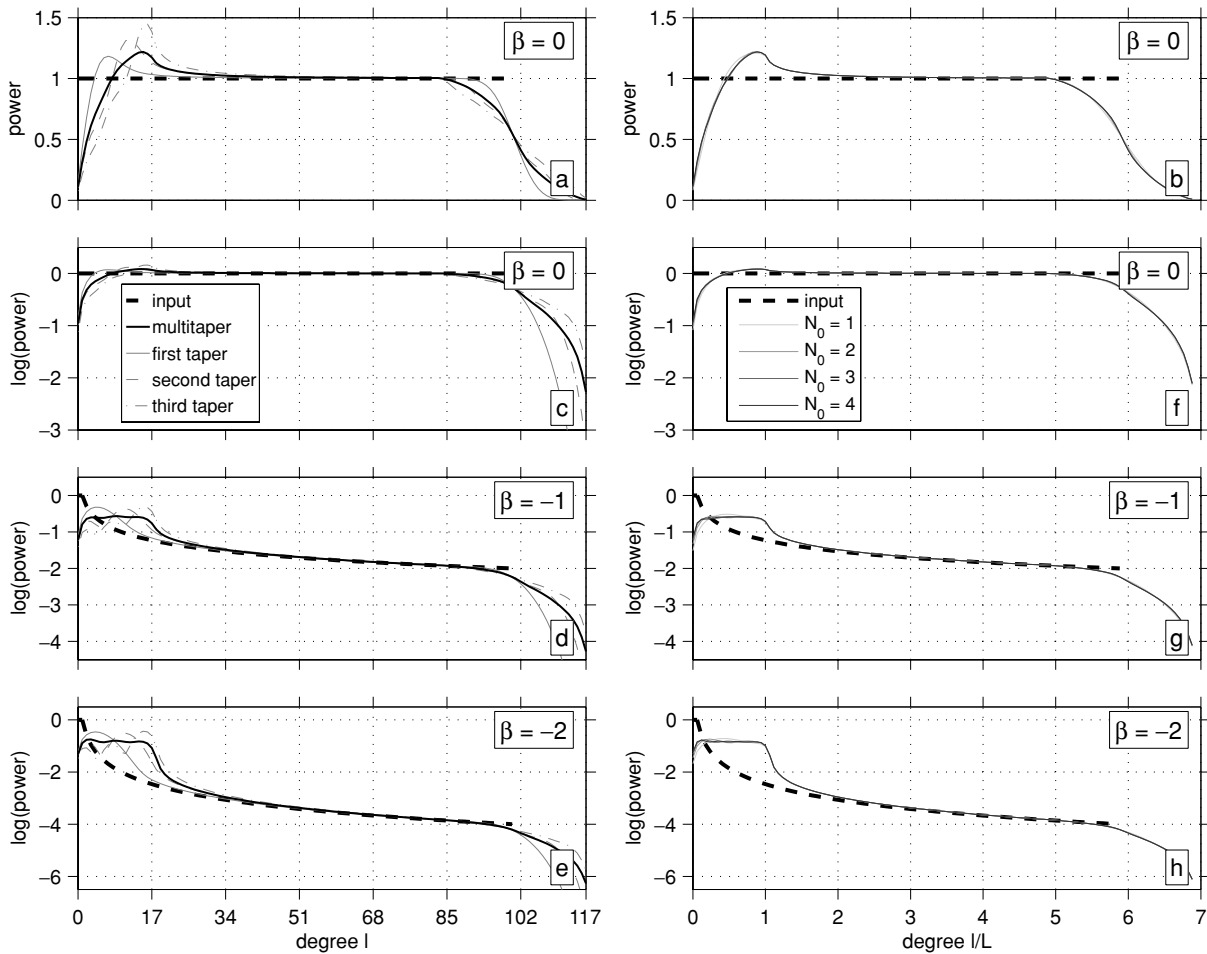 1.5
1
0.5
0
power
β = 0
a
1.5
1
0.5
0
power
β = 0
b
0
−1
−2
−3
log(power)
β = 0
input
multitaper
first taper
second taper
third taper
c
0
−1
−2
−3
log(power)
β = 0
input
N0 = 1
N0 = 2
N0 = 3
N0 = 4
f
0
−1
−2
−3
−4
log(power)
β = −1
d
0
−1
−2
−3
−4
log(power)
β = −1
g
0
−2
−4
−6
log(power)
β = −2
e
0 17 34 51 68 85 102 117
degree l
0
−2
−4
−6
log(power)
β = −2
h
0 1 2 3 4 5 6 7
degree l/L